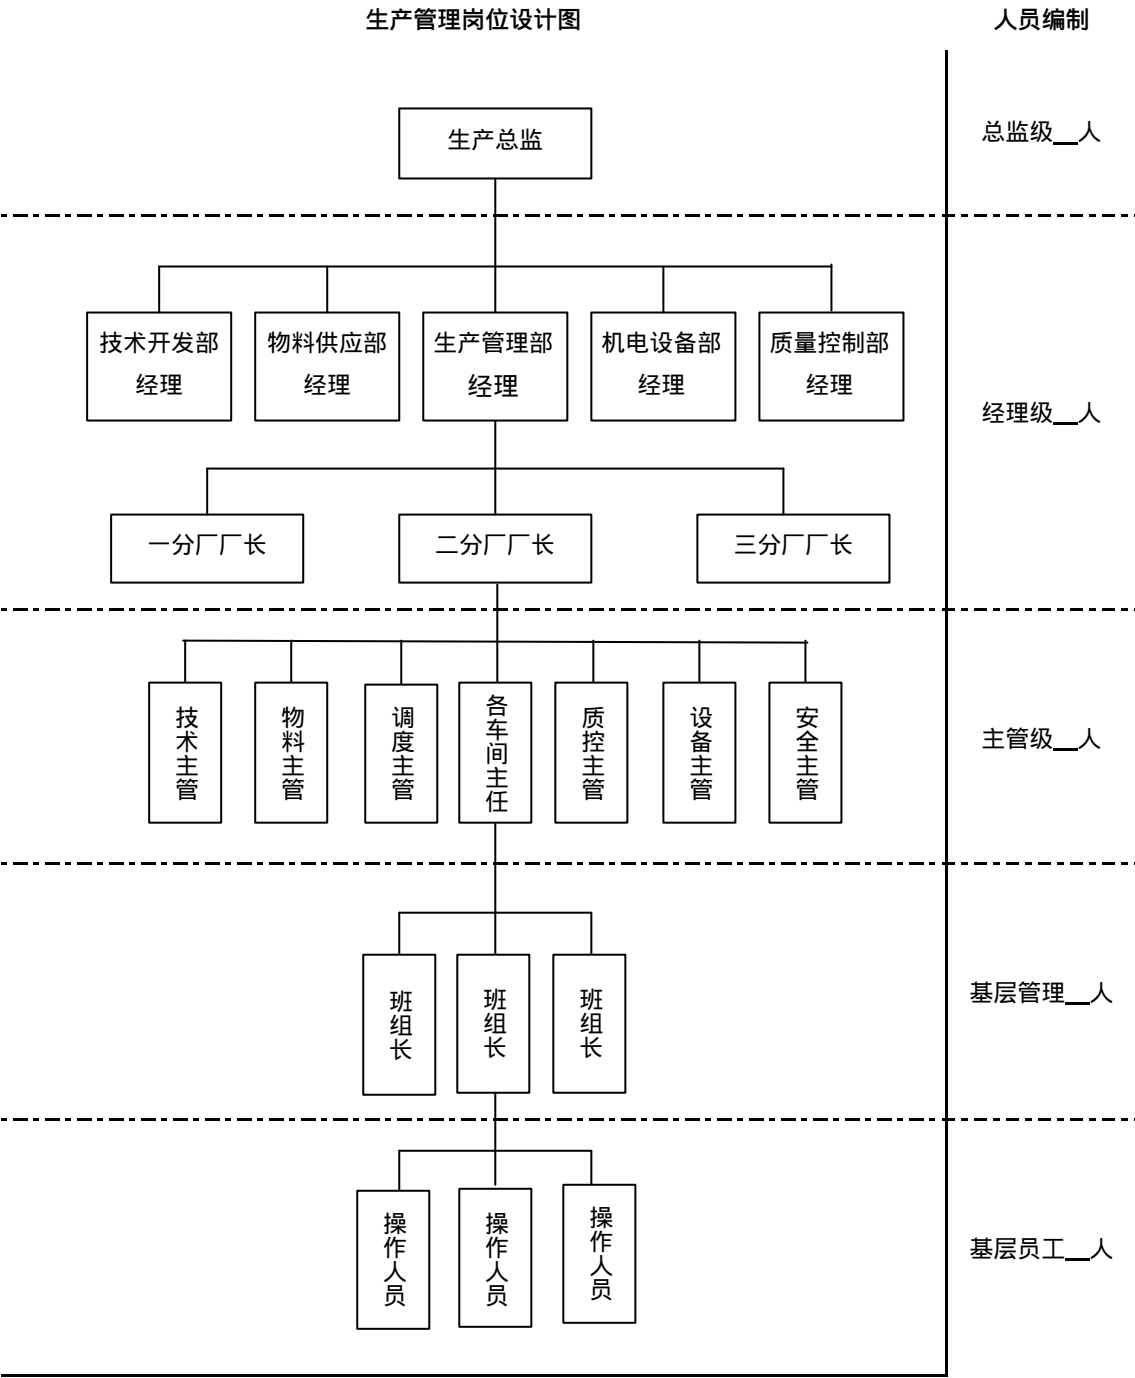 生产管理岗位设计图
人员编制
生产总监
总监级__人
技术开发部
经理
物料供应部
经理
生产管理部
经理
机电设备部
经理
质量控制部
经理
经理级__人
一分厂厂长
二分厂厂长
三分厂厂长
技术主管
物料主管
调度主管
各车间主任
质控主管
设备主管
安全主管
主管级__人
班组长
班组长
班组长
基层管理__人
操作人员
操作人员
操作人员
基层员工__人